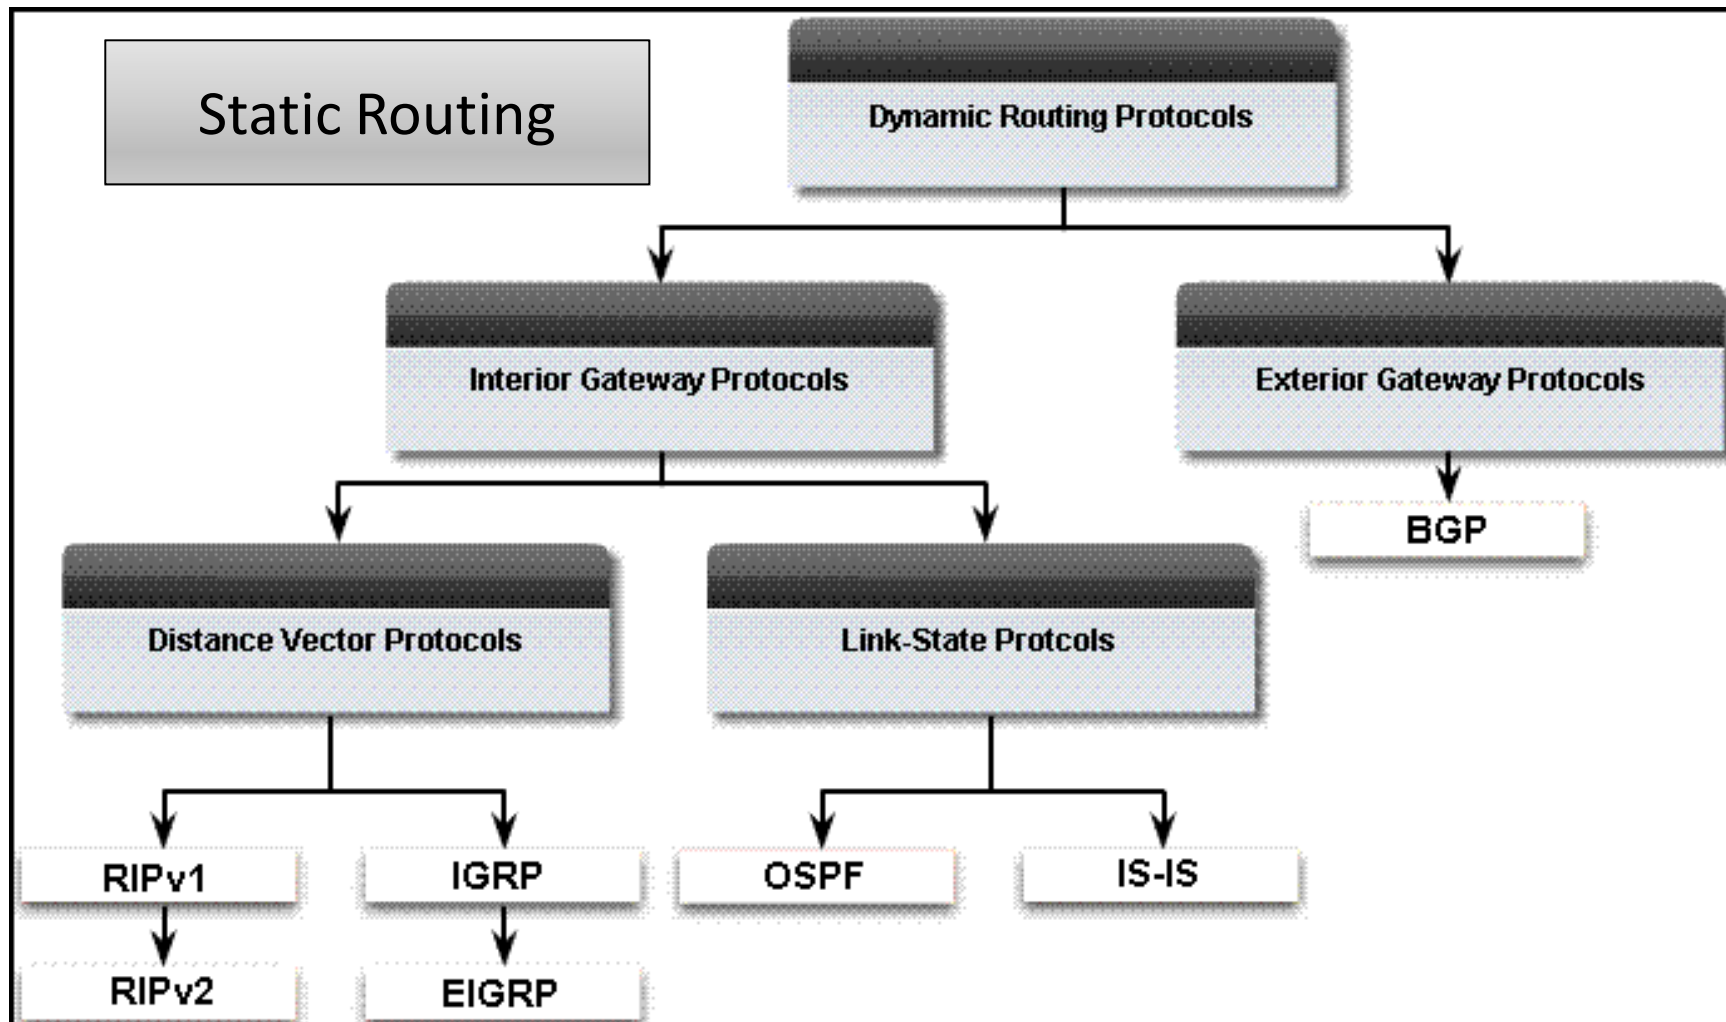 Static Routing
Dynamic Routing Protocols
Interior Gateway Protocols
Exterior Gateway Protocols
BGP
Distance Vector Protocols
Link-State Protcols
RIPv1
IGRP
OSPF
IS-IS
RIPv2
EIGRP